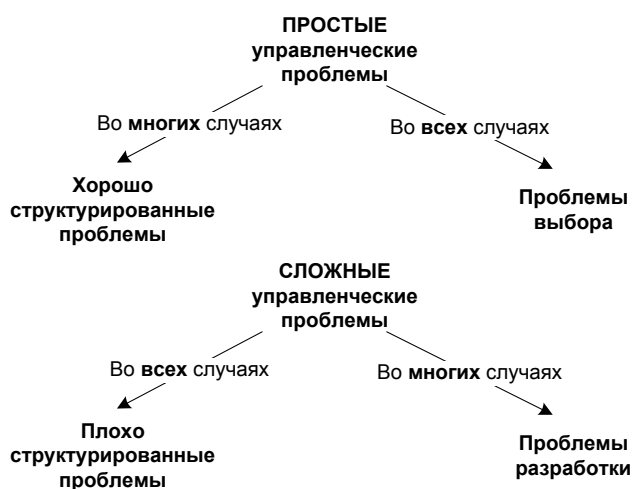 ПРОСТЫЕ
управленческие
проблемы
Во многих случаях
Во всех случаях
Хорошо
структурированные
проблемы
Проблемы
выбора
СЛОЖНЫЕ
управленческие
проблемы
Во всех случаях
Во многих случаях
Плохо
структурированные
проблемы
Проблемы
разработки